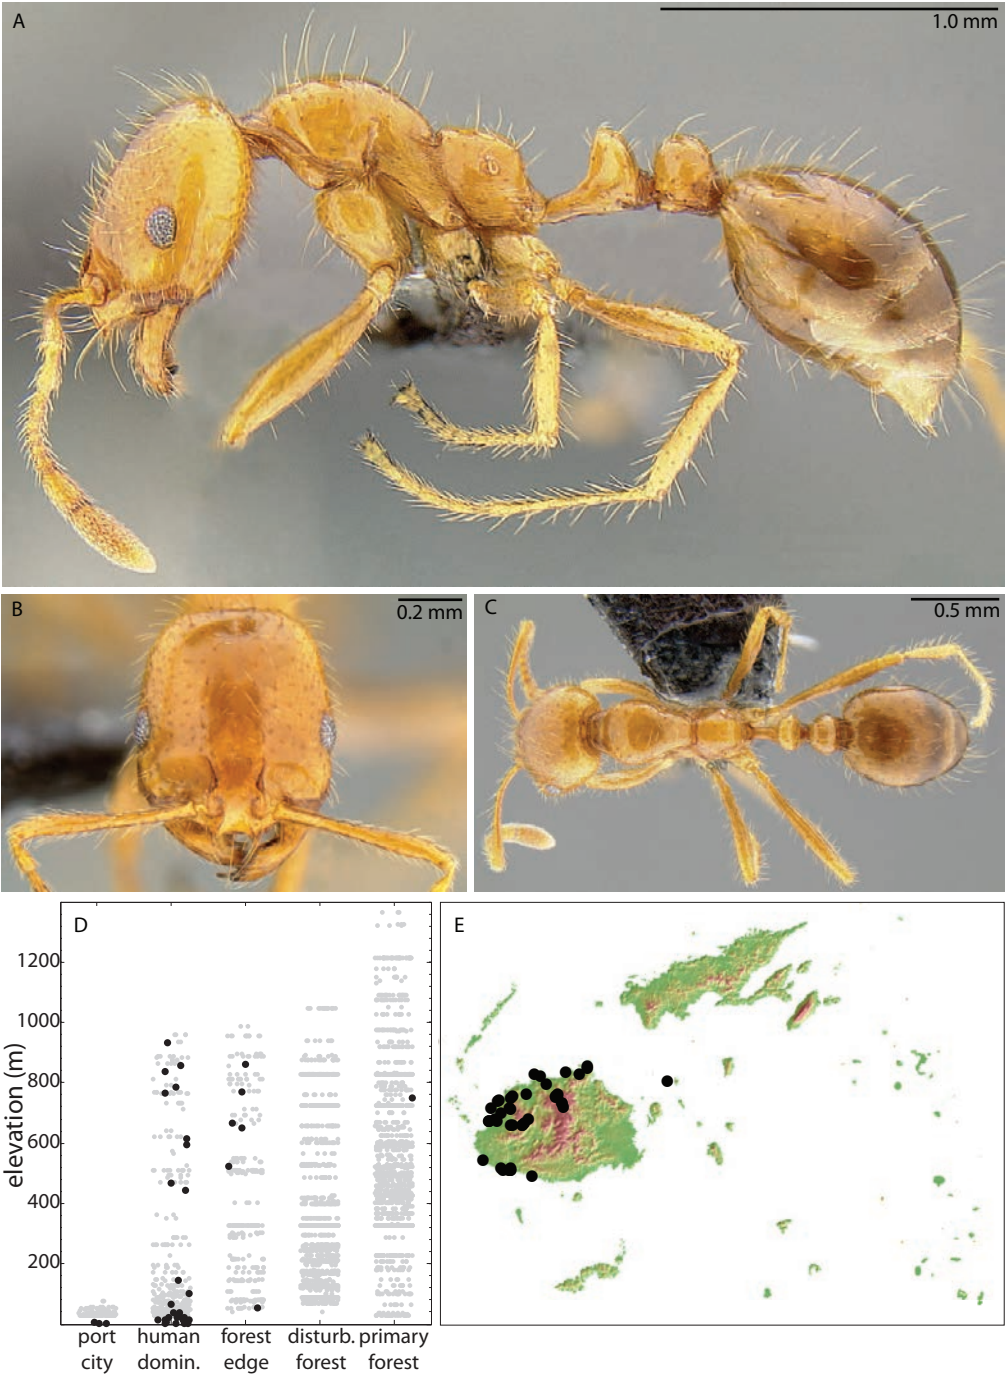 A
1.0 mm
B
0.2 mm
C
0.5 mm
D
E
elevation (m)
1200
1000
800
600
400
200
port city
human domin.
forest edge
disturb. forest
primary forest